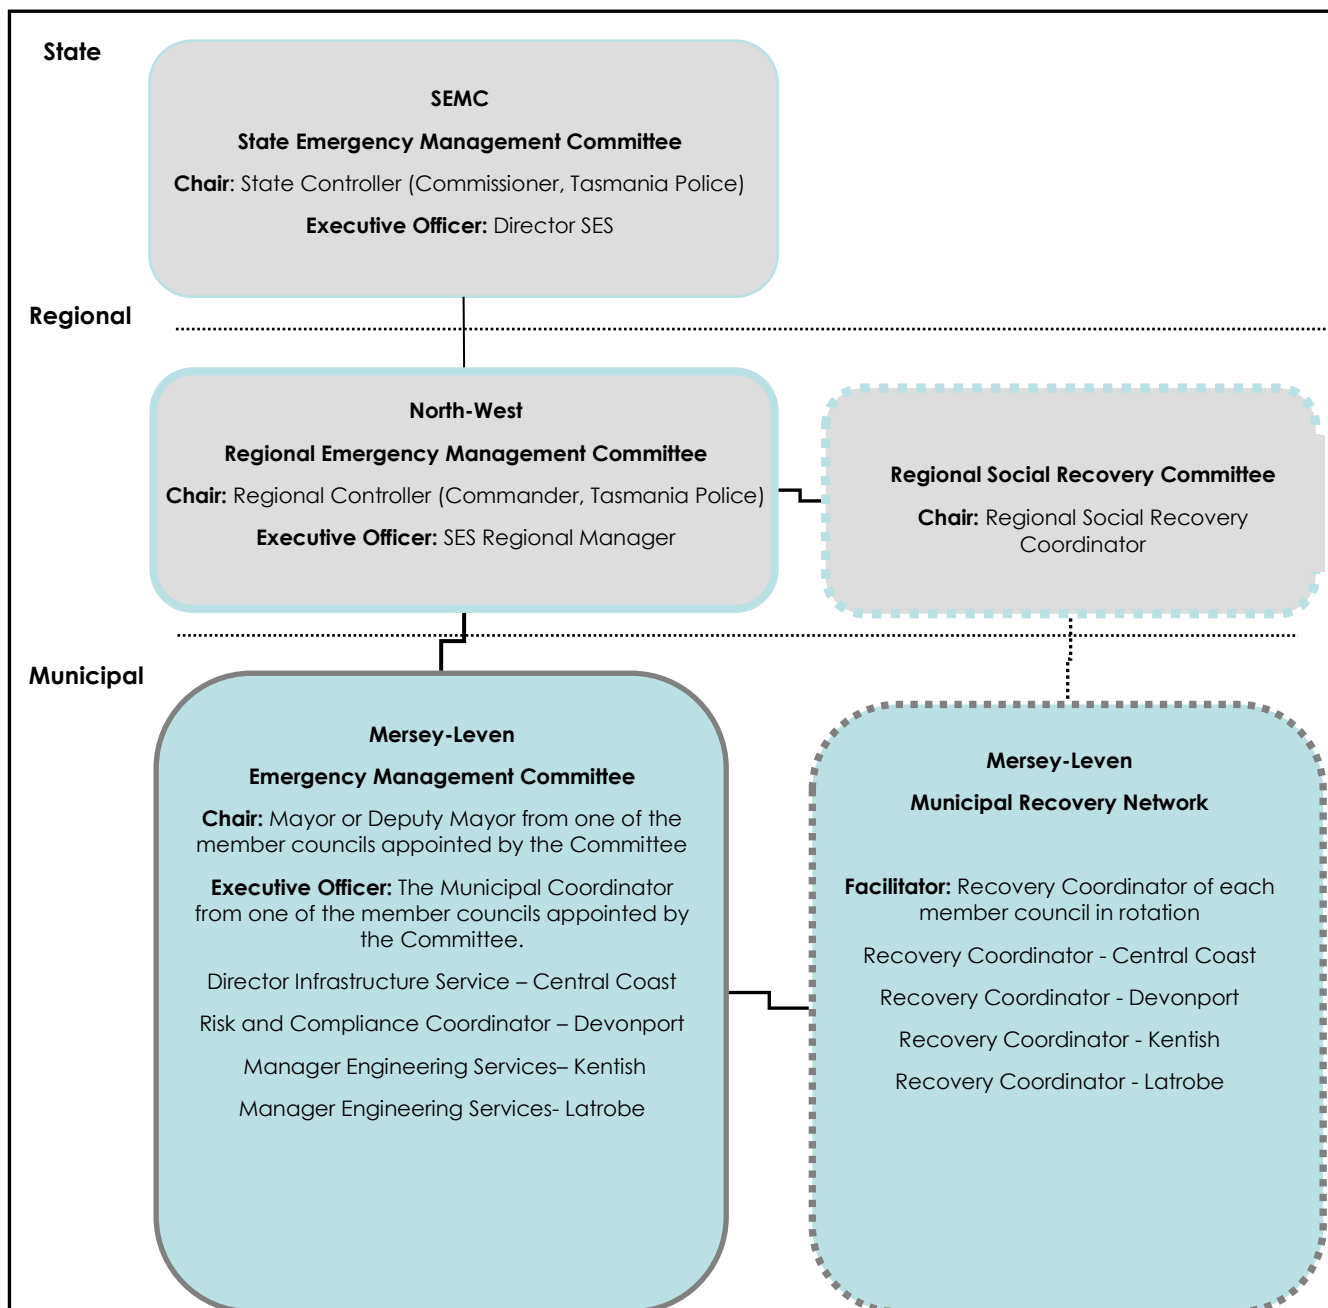 State
SEMC
State Emergency Management Committee
Chair: State Controller (Commissioner, Tasmania Police)
Executive Officer: Director SES
Regional
North-West
Regional Emergency Management Committee
Chair: Regional Controller (Commander, Tasmania Police)
Executive Officer: SES Regional Manager
Regional Social Recovery Committee
Chair: Regional Social Recovery
Coordinator
Municipal
Mersey-Leven
Emergency Management Committee
Chair: Mayor or Deputy Mayor from one of the
member councils appointed by the Committee
Executive Officer: The Municipal Coordinator
from one of the member councils appointed by
the Committee.
Director Infrastructure Service – Central Coast
Risk and Compliance Coordinator – Devonport
Manager Engineering Services– Kentish
Manager Engineering Services- Latrobe
Mersey-Leven
Municipal Recovery Network
Facilitator: Recovery Coordinator of each
member council in rotation
Recovery Coordinator - Central Coast
Recovery Coordinator - Devonport
Recovery Coordinator - Kentish
Recovery Coordinator - Latrobe